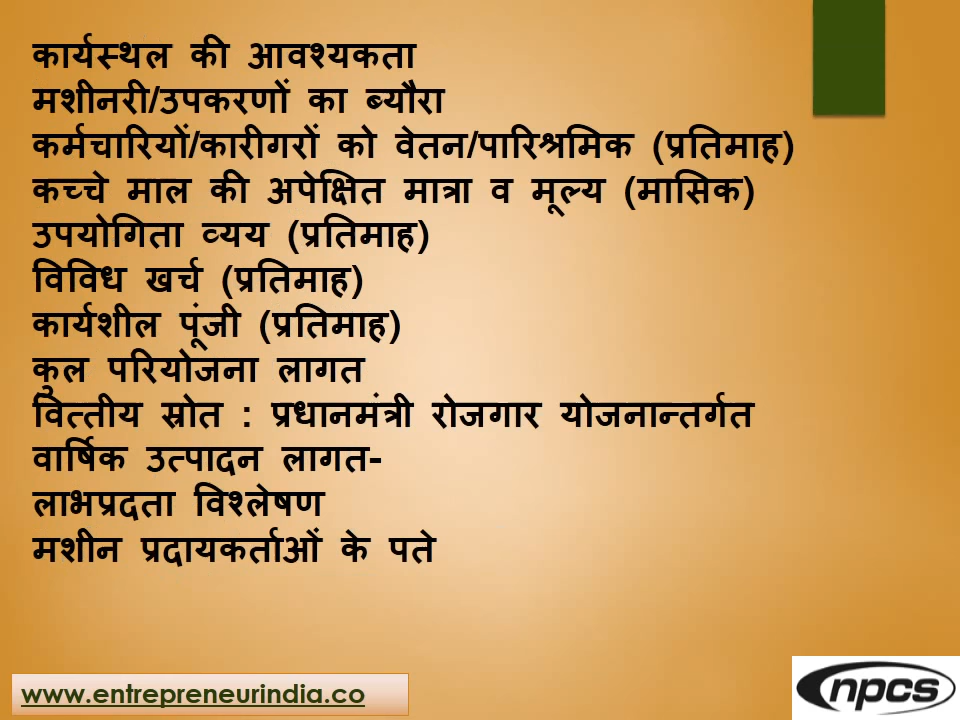 कार्यस्थल की आवश्यकता
मशीनरी/उपकरणों का ब्यौरा
कर्मचारियों/कारीगरों को वेतन/पारिश्रमिक (प्रतिमाह)
कच्चे माल की अपेक्षित मात्रा व मूल्य (मासिक)
उपयोगिता व्यय (प्रतिमाह)
विविध खर्च (प्रतिमाह)
कार्यशील पूंजी (प्रतिमाह)
कुल परियोजना लागत
वित्तीय स्रोत : प्रधानमंत्री रोजगार योजनान्तर्गत
वार्षिक उत्पादन लागत-
लाभप्रदता विश्लेषण
मशीन प्रदायकर्ताओं के पते
www.entrepreneurindia.co
npcs